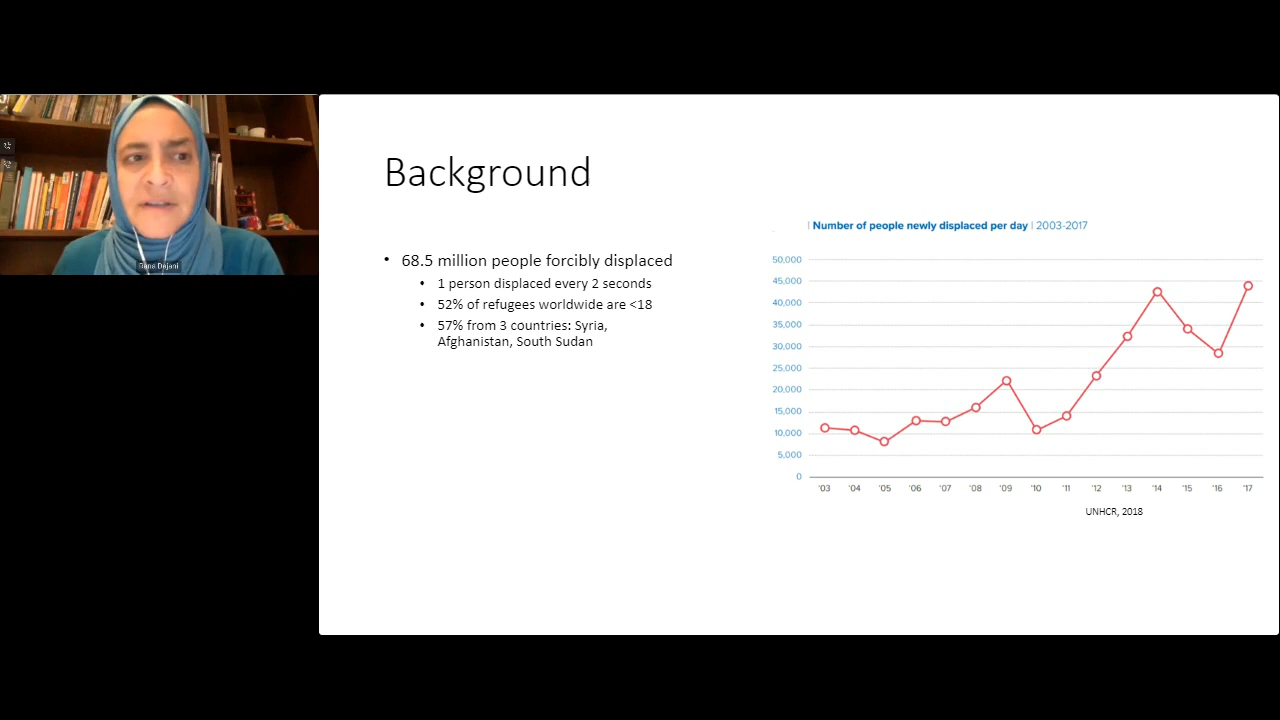 Rana Dajani
Background
• 68.5 million people forcibly displaced
• 1 person displaced every 2 seconds
• 52% of refugees worldwide are <18
• 57% from 3 countries: Syria,
Afghanistan, South Sudan
| Number of people newly displaced per day | 2003-2017
50,000
45,000
40,000
35,000
30,000
25,000
20,000
15,000
10,000
5,000
0
'03 '04 '05 '06 '07 '08 '09 '10 '11 '12 '13 '14 '15 '16 '17
UNHCR, 2018